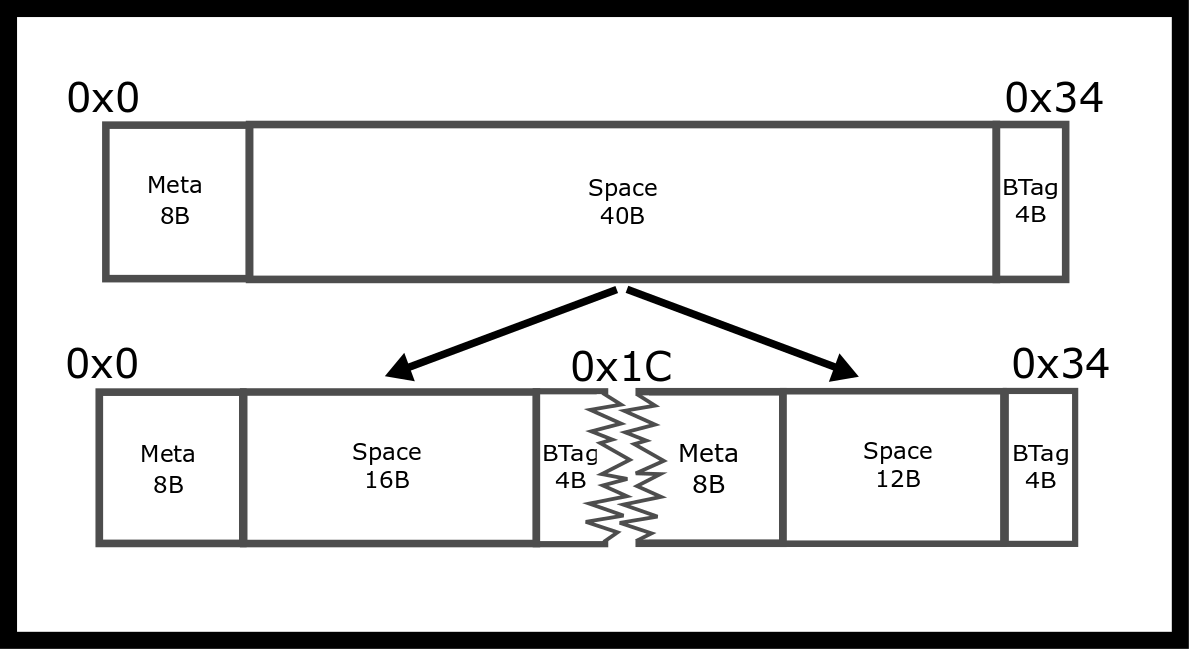 0x0
0x34
Meta
8B
Space
40B
BTag
4B
0x0
0x1C
0x34
Meta
8B
Space
16B
BTag
4B
Meta
8B
Space
12B
BTag
4B